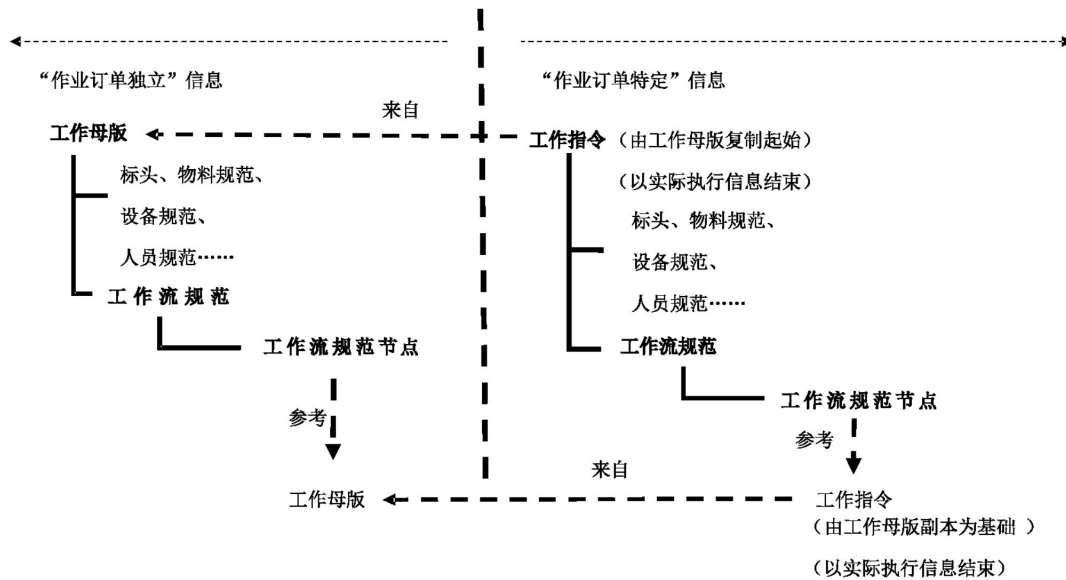 “作业订单独立”信息
“作业订单特定”信息
来自
工作母版
工作指令（由工作母版复制起始）
（以实际执行信息结束）
标头、物料规范、
设备规范、
人员规范……
工作流规范
工作流规范节点
参考
工作母版
标头、物料规范、
设备规范、
人员规范……
工作流规范
工作流规范节点
参考
来自
工作指令
（由工作母版副本为基础 ）
（以实际执行信息结束）